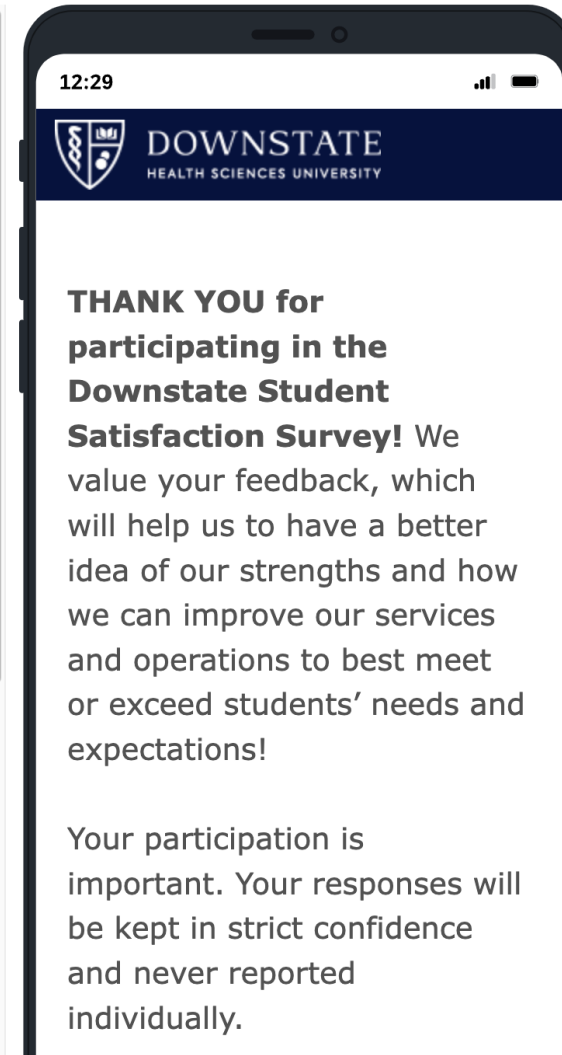 12:29
DOWNSTATE
HEALTH SCIENCES UNIVERSITY
THANK YOU for
participating in the
Downstate Student
Satisfaction Survey! We
value your feedback, which
will help us to have a better
idea of our strengths and how
we can improve our services
and operations to best meet
or exceed students’ needs and
expectations!
Your participation is
important. Your responses will
be kept in strict confidence
and never reported
individually.